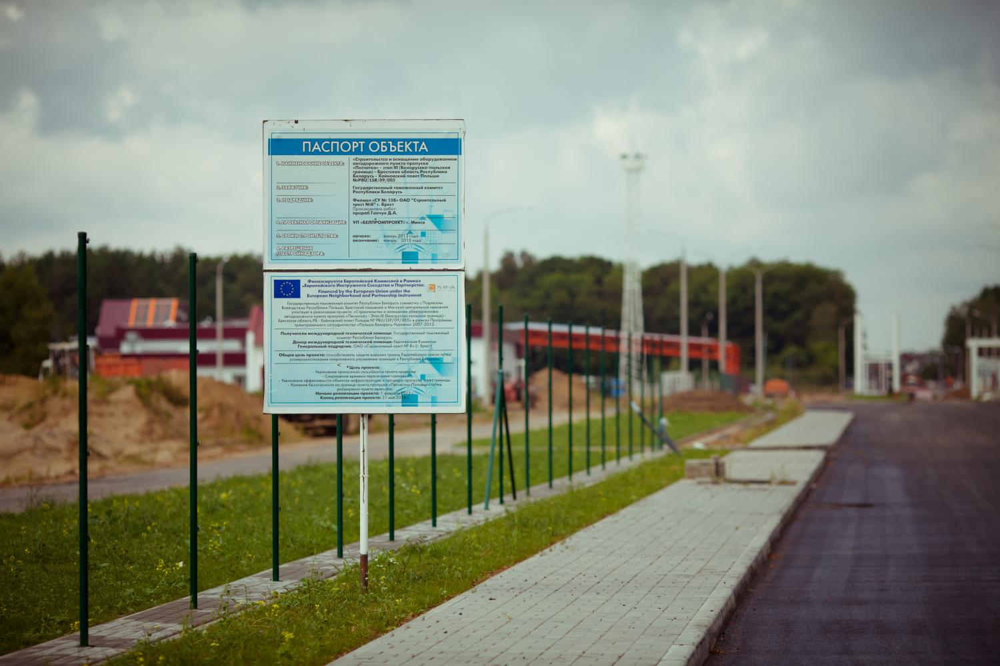 ПАСПОРТ ОБЪЕКТА
1. НАИМЕНОВАНИЕ ОБЪЕКТА:
«Строительство и оснащение оборудованием
автодорожного пункта пропуска
«Песчатка» - этап III (Белорусско-польская
граница) - Брестская область Республика
Беларусь - Хайновский повет Польши
№PBU/LSR/09/005
2. ЗАКАЗЧИК:
Государственный таможенный комитет
Республики Беларусь
3. ПОДРЯДЧИК:
Филиал «СУ № 158» ОАО "Строительный
трест №8" г. Брест
Производитель работ:
прораб Ганчук Д.А.
4. ПРОЕКТНАЯ ОРГАНИЗАЦИЯ:
УП «БЕЛПРОМПРОЕКТ» г. Минск
5. СРОКИ СТРОИТЕЛЬСТВА:
начало: январь 2013 года
окончание: январь 2015 года
6. РАЗРЕШЕНИЕ
ГОССТРОЙНАДЗОРА:
Финансируется Европейской Комиссией в Рамках
Европейского Инструмента Соседства и Партнерства.
Financed by the European Union under the
European Neighborhood and Partnership Instrument
PL-BY-UA
Государственный таможенный комитет Республики Беларусь совместно с Подляским
Воеводством Республики Польша, Брестской таможней и Минской центральной таможней
участвует в реализации проекта: «Строительство и оснащение оборудованием
автодорожного пункта пропуска «Песчатка» - Этап III (Белорусско-польская граница) -
Брестская область РБ - Хайновский повет Польши № PBU/LSR/09/005» в рамках Программы
трансграничного сотрудничества «Польша-Беларусь-Украина» 2007-2013.
Получатели международной технической помощи: Государственный таможенный
комитет Республики Беларусь.
Донор международной технической помощи: Европейская Комиссия.
Генеральный подрядчик: ОАО «Строительный трест № 8» (г. Брест)
Общая цель проекта: способствовать защите внешних границ Европейского союза путем
усовершенствования оперативного управления границей в Республике Беларусь.
Цель проекта:
- Увеличение пропускной способности пункта пропуска.
- Сокращение времени пересечения границы.
- Увеличение эффективности объектов инфраструктуры и процедур пропуска через границу.
- Усиление безопасности на границе пункта пропуска «Песчатка-Половцы» путем
расширения пункта пропуска.
Начало реализации проекта: 1 февраля
Конец реализации проекта: 31 мая